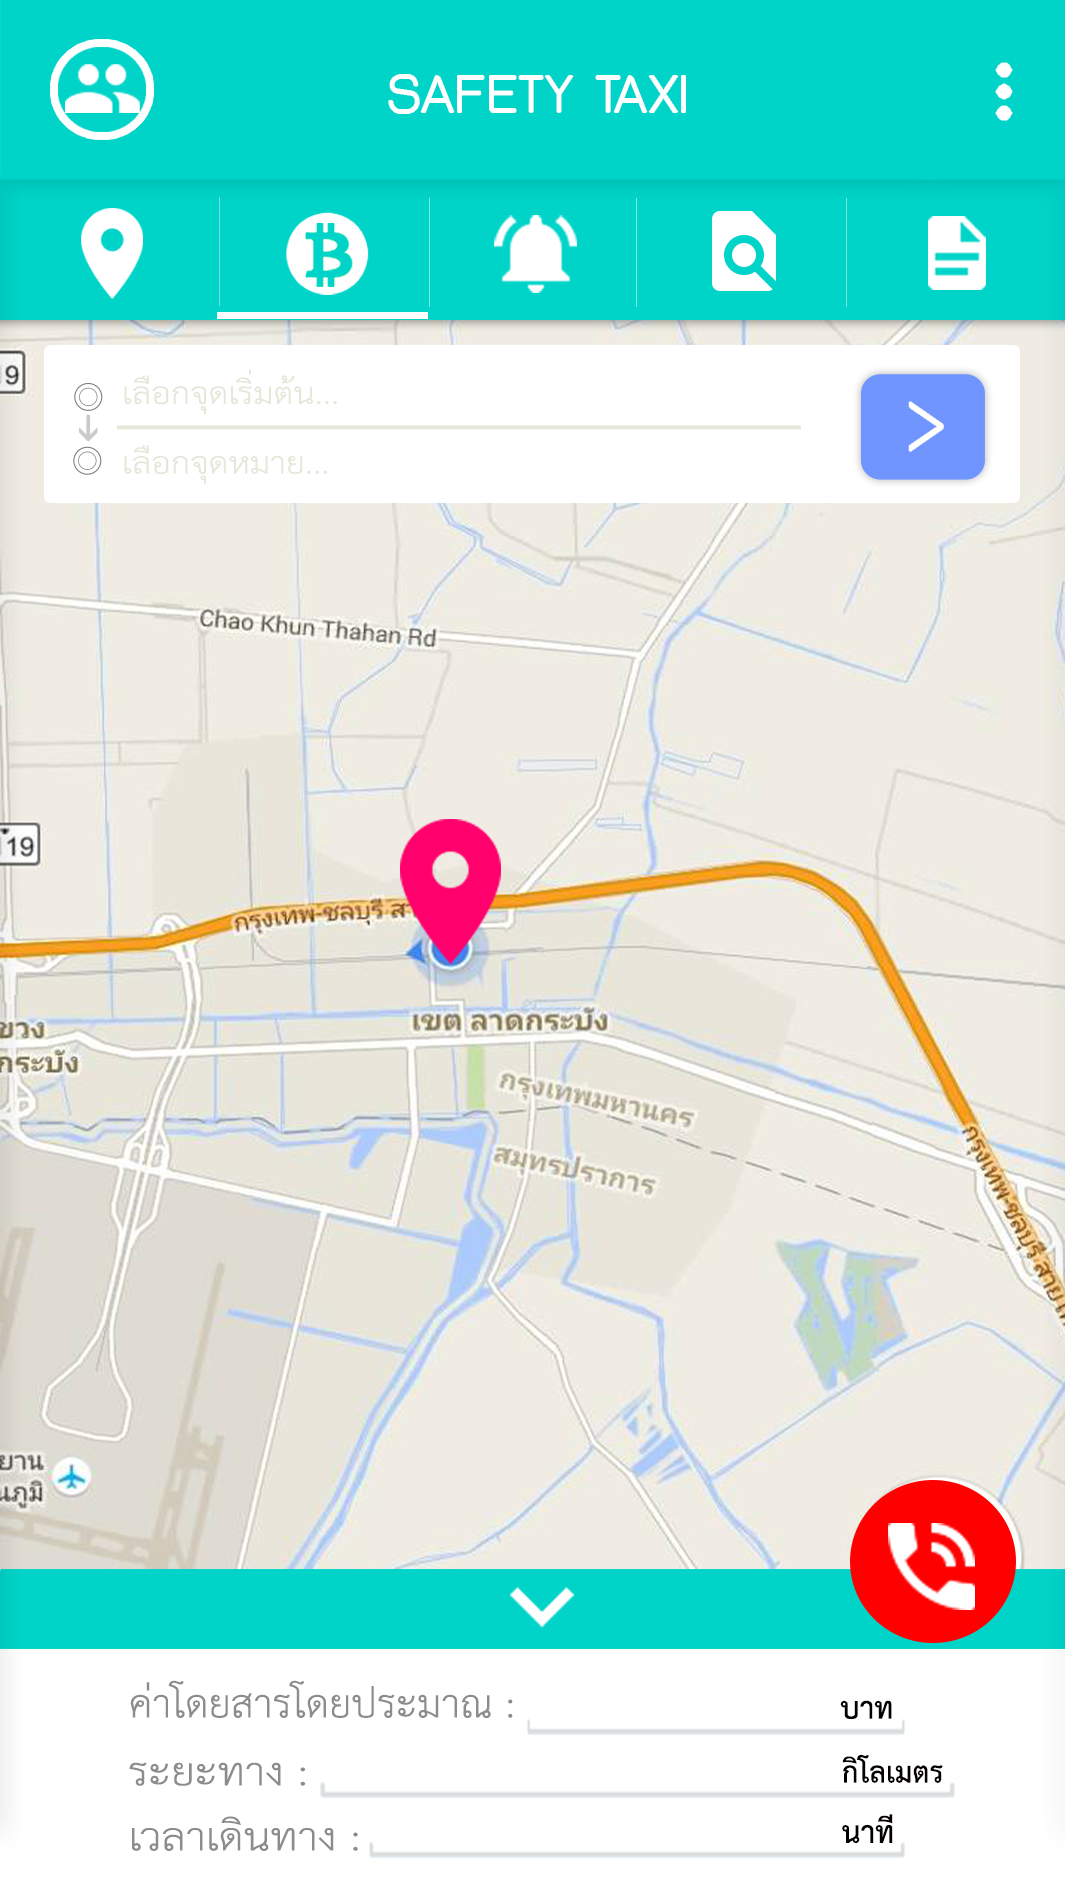 SAFETY TAXI
19
เลือกจุดเริ่มต้น...
เลือกจุดหมาย...
Chao Khun Thahan Rd
19
กรุงเทพ-ชลบุรี ส
เขต ลาดกระบัง
ขวง
กระบัง
กรุงเทพมหานคร
สมุทรปราการ
กรุงเทพ-ชลบุรี สาย
ยาน
ภูมิ
ค่าโดยสารโดยประมาณ : บาท
ระยะทาง : กิโลเมตร
เวลาเดินทาง : นาที